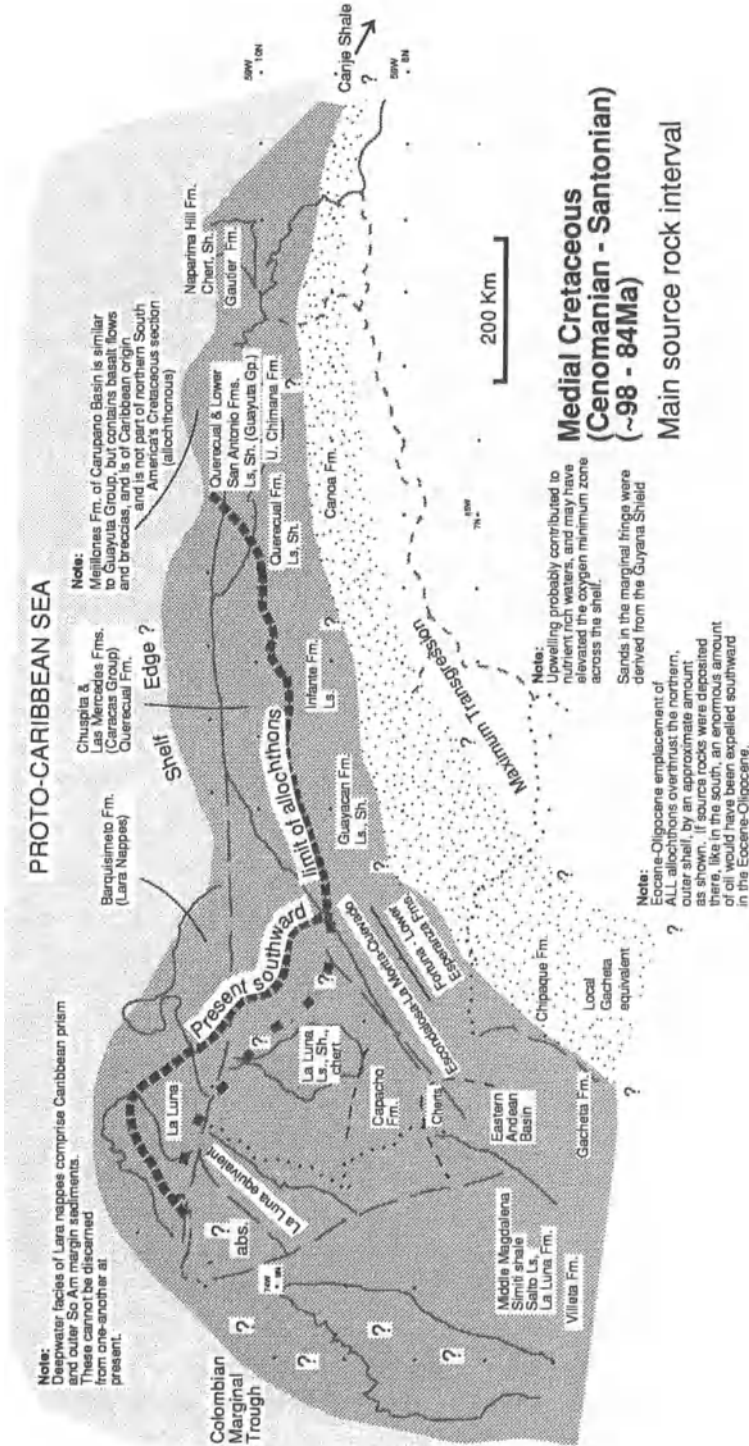 PROTO-CARIBBEAN SEA
Note:
Deepwater facies of Lara nappes comprise Caribbean prism
and outer So Am margin sediments.
These cannot be discerned
from one-another at
present.
Barquisimeto Fm.
(Lara Nappes)
Chuspita &
Las Mercedes Fms.
(Caracas Group)
Querecual Fm.
Note:
Mejillones Fm. of Carupano Basin is similar
to Guayuta Group, but contains basalt flows
and breccias, and is of Caribbean origin
and is not part of northern South
America's Cretaceous section
(allochthonous)
Naparima Hill Fm.
Chert, Sh.
Gautier Fm.
59W
10N
Canje Shale
?
59W
8N
Shelf
Edge ?
Querecual & Lower
San Antonio Fms,
Ls, Sh. (Guayuta Gp.)
U. Chimana Fm.
?
Querecual Fm.
Ls, Sh.
Canoa Fm.
Present southward
limit of allochthons
Infante Fm.
Ls.
?
Guayacan Fm.
Ls., Sh.
?
?
Maximum Transgression
65W
7N
La Luna
?
La Luna
Ls., Sh.,
chert
?
La Luna equivalent
?
abs.
74W
9N
Colombian
Marginal
Trough
?
?
?
?
Capacho
Fm.
Cherts
Escondalosa-La Morita-Quevado
Fortuna - Lower
Esperanza Fms
?
Eastern
Andean
Basin
Chipaque Fm.
Local
Gacheta
equivalent
?
?
Gacheta Fm.
?
Middle Magdalena
Simiti shale
Salto Ls,
La Luna Fm.
Villeta Fm.
200 Km
Medial Cretaceous
(Cenomanian - Santonian)
(~98 - 84Ma)
Main source rock interval
Note:
Upwelling probably contributed to
nutrient rich waters, and may have
elevated the oxygen minimum zone
across the shelf.
Sands in the marginal fringe were
derived from the Guyana Shield
Note:
Eocene-Oligocene emplacement of
ALL allochthons overthrust the northern,
outer shelf, by an approximate amount
as shown. If source rocks were deposited
there, like in the south, an enormous amount
of oil would have been expelled southward
in the Eocene-Oligocene.